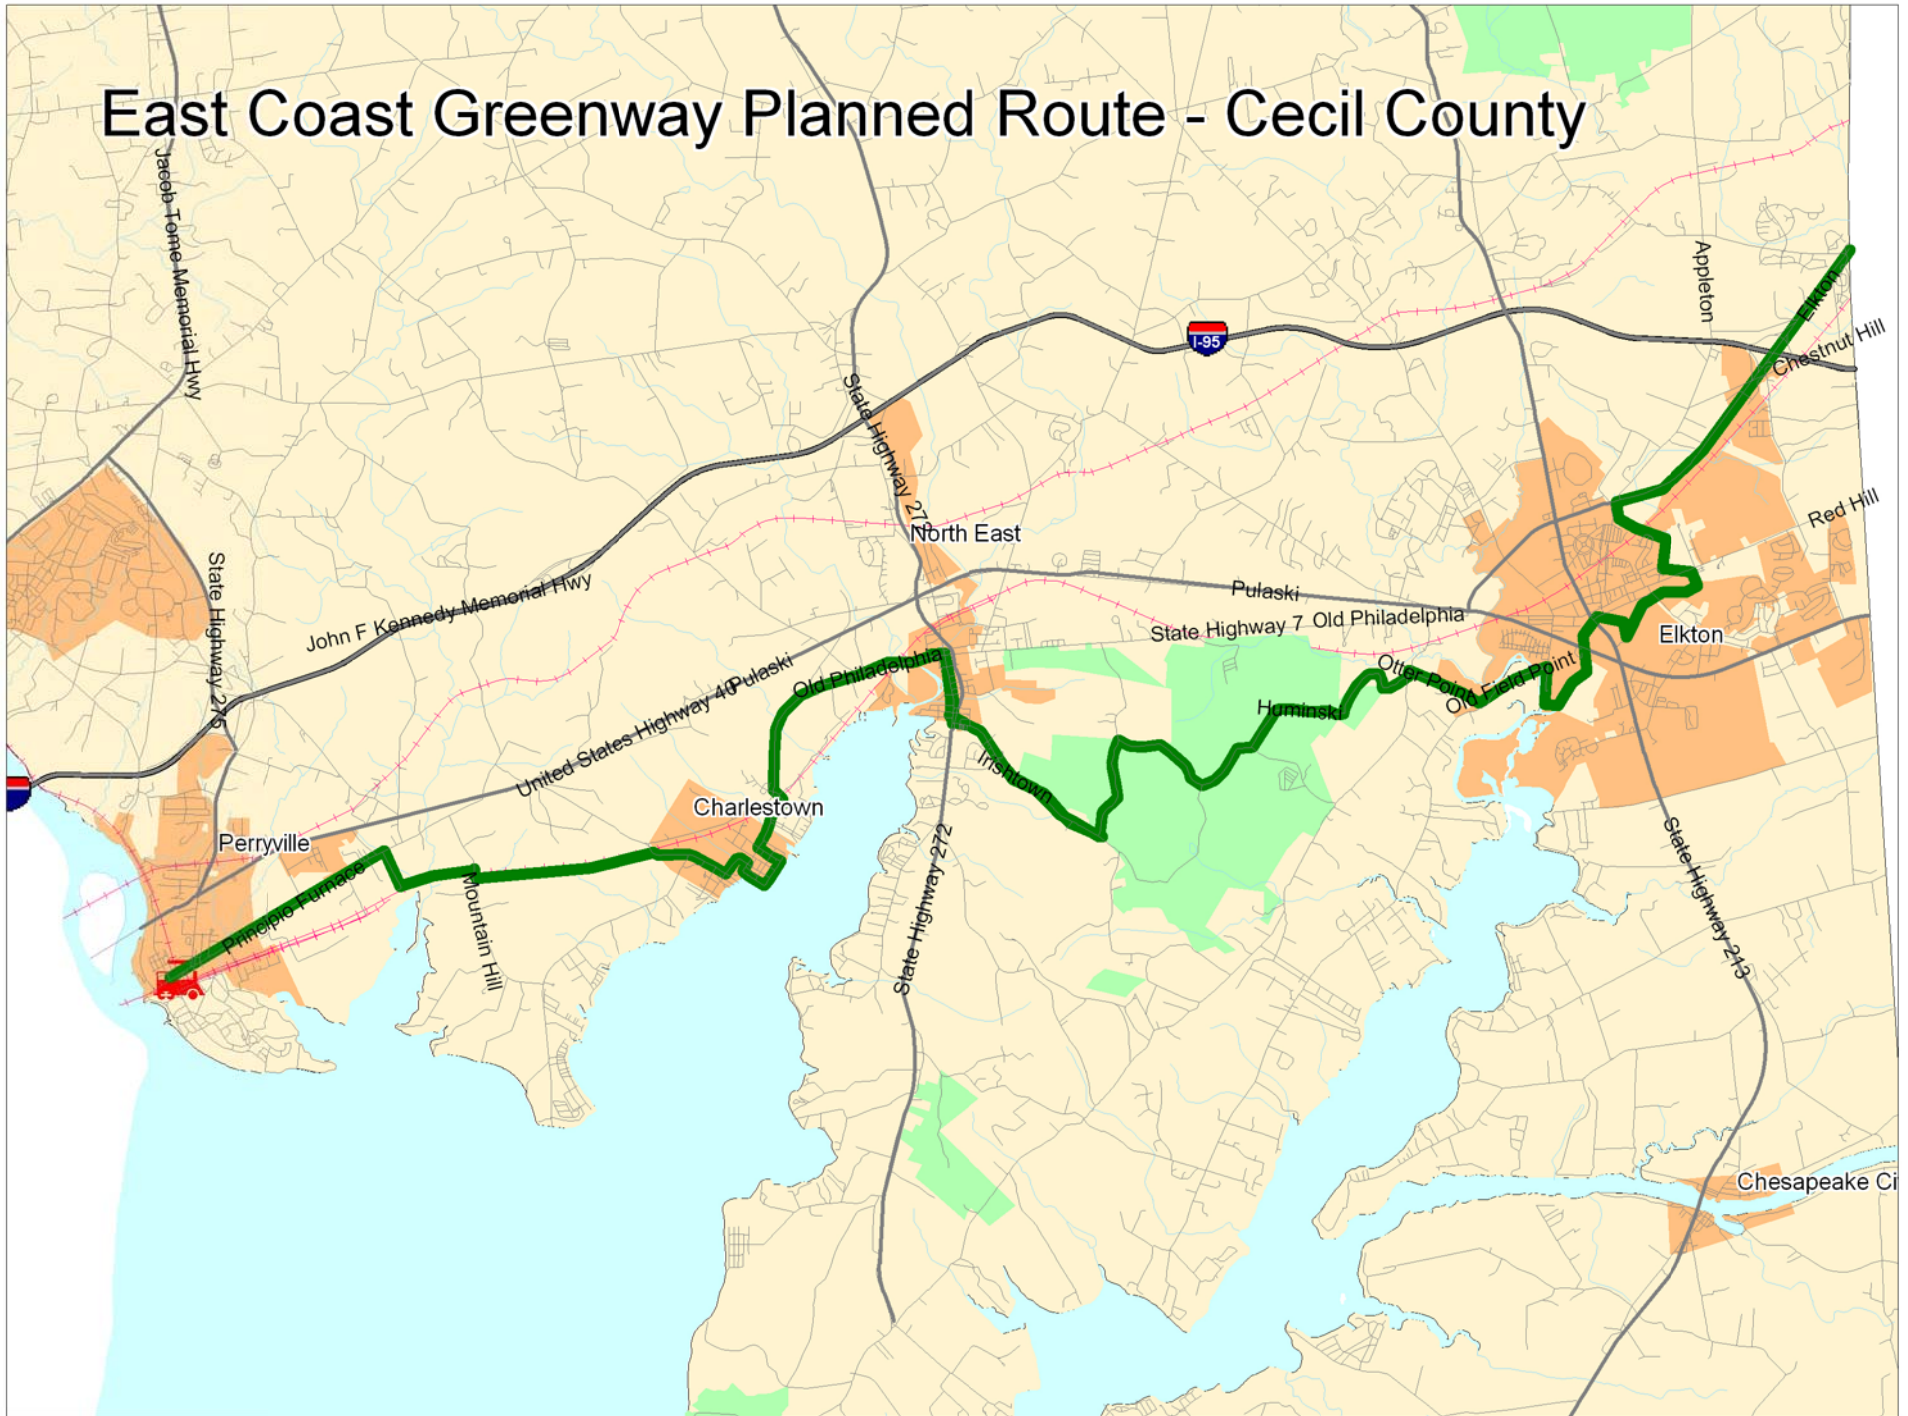 East Coast Greenway Planned Route - Cecil County
Jacob Tome Memorial Hwy
Appleton
Elkton
Chestnut Hill
I-95
State Highway 272
North East
Red Hill
State Highway 275
John F Kennedy Memorial Hwy
Pulaski
State Highway 7 Old Philadelphia
Elkton
Pulaski
Old Philadelphia
United States Highway 40
Otter Point
Old Field Point
Huminski
Irishtown
Charlestown
Perryville
Principio Furnace
Mountain Hill
State Highway 272
State Highway 213
Chesapeake Ci